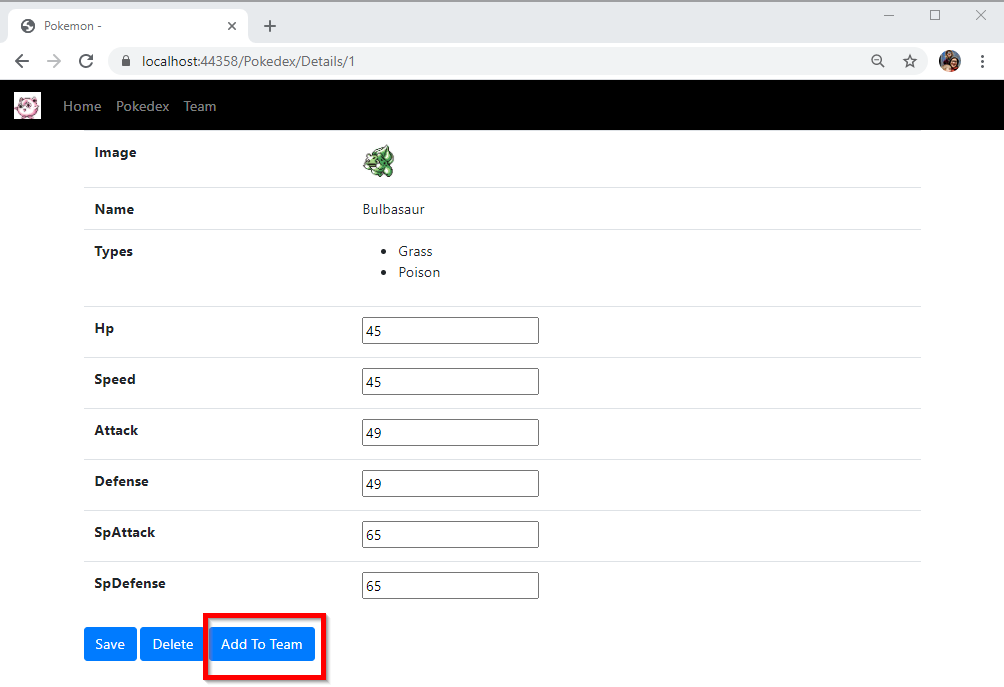 Pokemon -
localhost:44358/Pokedex/Details/1
Home Pokedex Team
Image
Name Bulbasaur
Types
Grass
Poison
Hp 45
Speed 45
Attack 49
Defense 49
SpAttack 65
SpDefense 65
Save Delete Add To Team